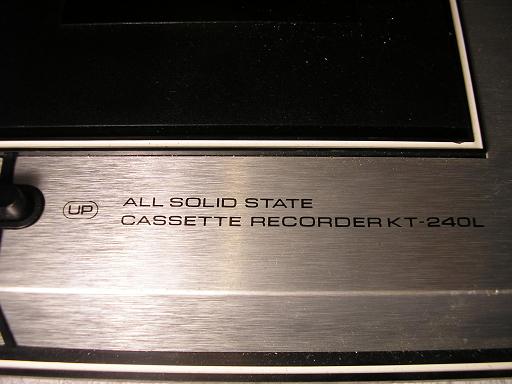 UP
ALL SOLID STATE
CASSETTE RECORDER KT-240L